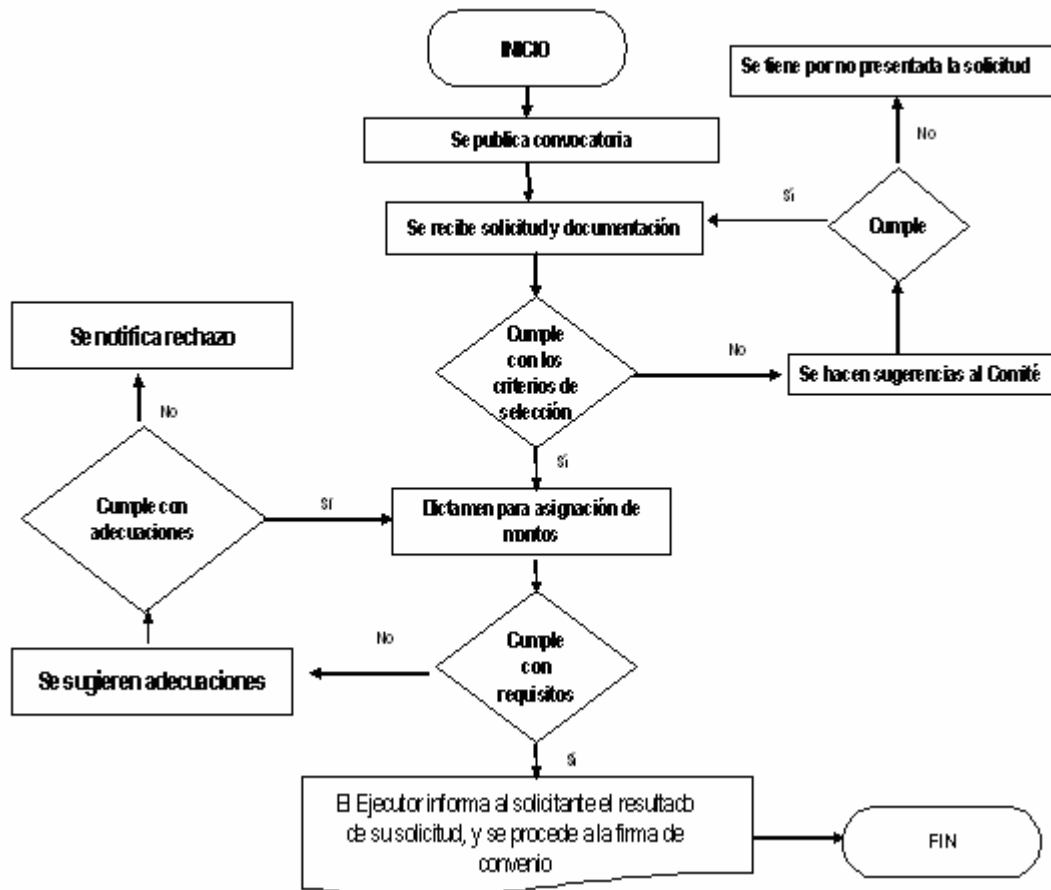 INICIO
Se tiene por no presentada la solicitud
Se publica convocatoria
No
Sí
Se recibe solicitud y documentación
Cumple
Cumple
con los
criterios de
selección
No
Se hacen sugerencias al Comité
Se notifica rechazo
No
Sí
Cumple con
adecuaciones
Sí
Dictamen para asignación de
montos
No
Cumple
con
requisitos
Se sugieren adecuaciones
Sí
El Ejecutor informa al solicitante el resultado
de su solicitud, y se procede a la firma de
convenio
FIN